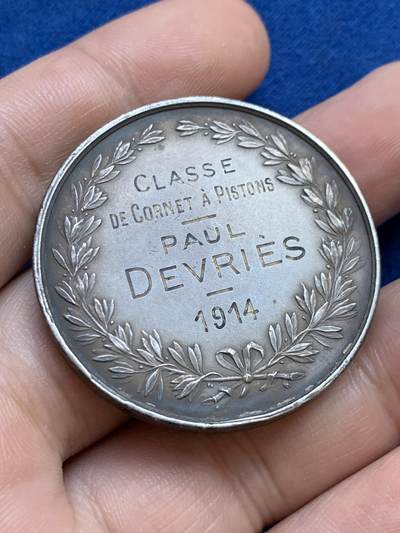 CLASSE
DE CORNET À PISTONS
PAUL
DEVRIÈS
1914